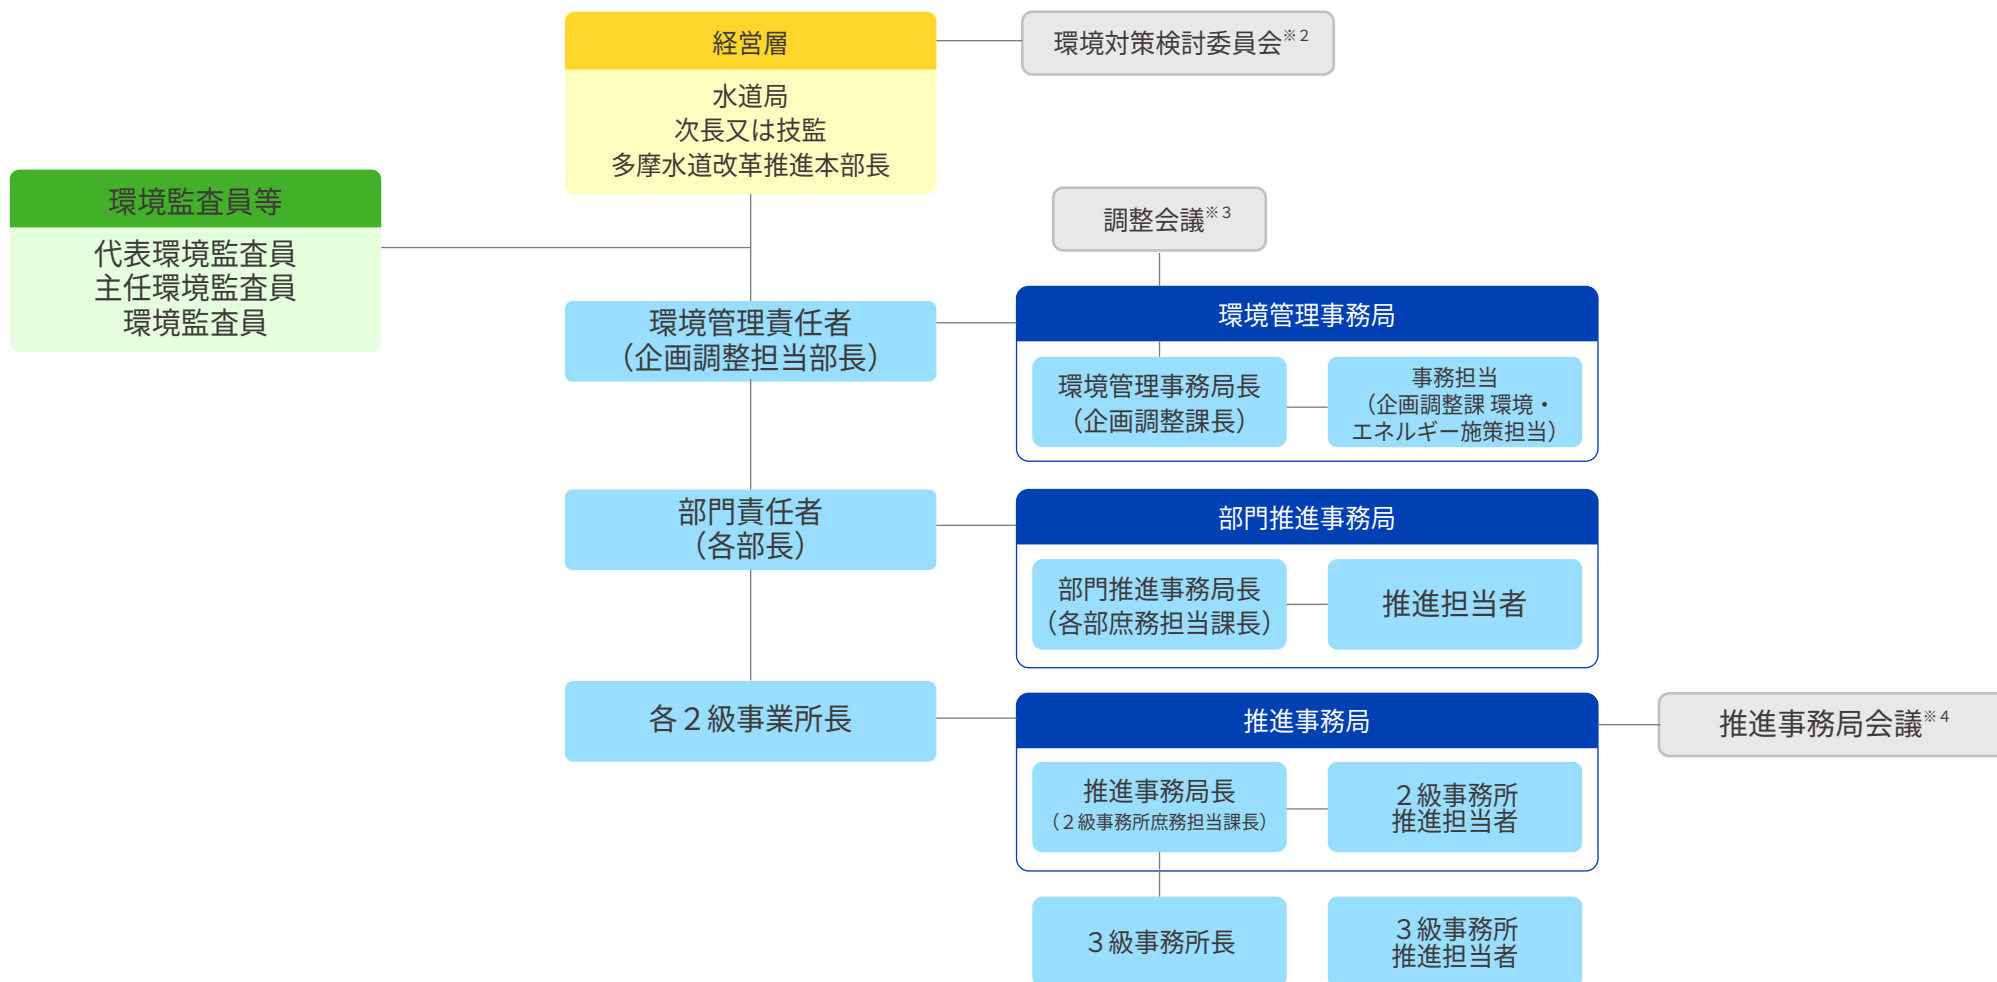 経営層
水道局
次長又は技監
多摩水道改革推進本部長
環境対策検討委員会※２
環境監査員等
代表環境監査員
主任環境監査員
環境監査員
調整会議※３
環境管理責任者
（企画調整担当部長）
環境管理事務局
環境管理事務局長
（企画調整課長）
事務担当
（企画調整課 環境・
エネルギー施策担当）
部門責任者
（各部長）
部門推進事務局
部門推進事務局長
（各部庶務担当課長）
推進担当者
各２級事業所長
推進事務局
推進事務局長
（２級事務所庶務担当課長）
２級事務所
推進担当者
推進事務局会議※４
３級事務所長
３級事務所
推進担当者